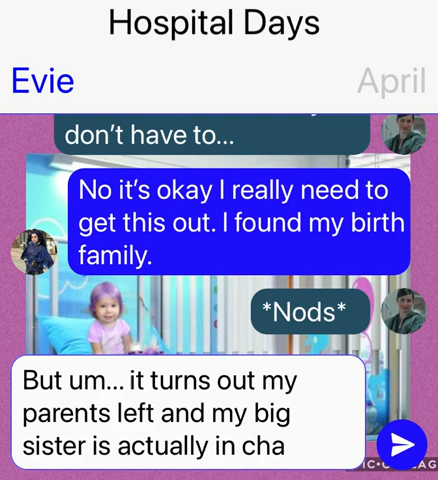 Hospital Days
Evie
April
don't have to...
No it's okay I really need to
get this out. I found my birth
family.
*Nods*
But um... it turns out my
parents left and my big
sister is actually in cha